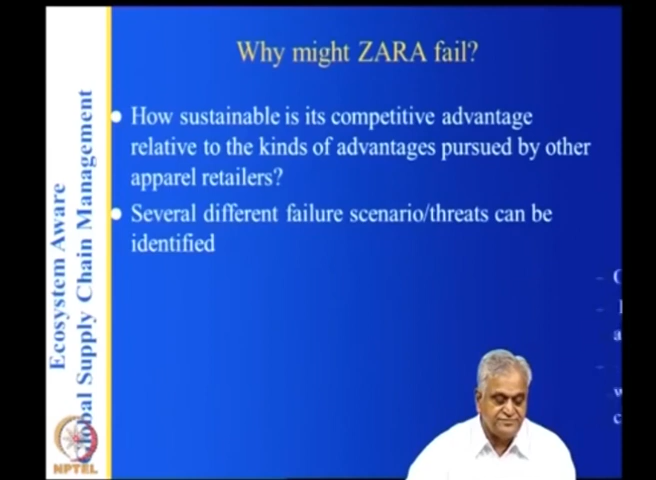 Why might ZARA fail?
How sustainable is its competitive advantage
relative to the kinds of advantages pursued by other
apparel retailers?
Several different failure scenario/threats can be
identified
Ecosystem Aware
Global Supply Chain Management
NPTEL